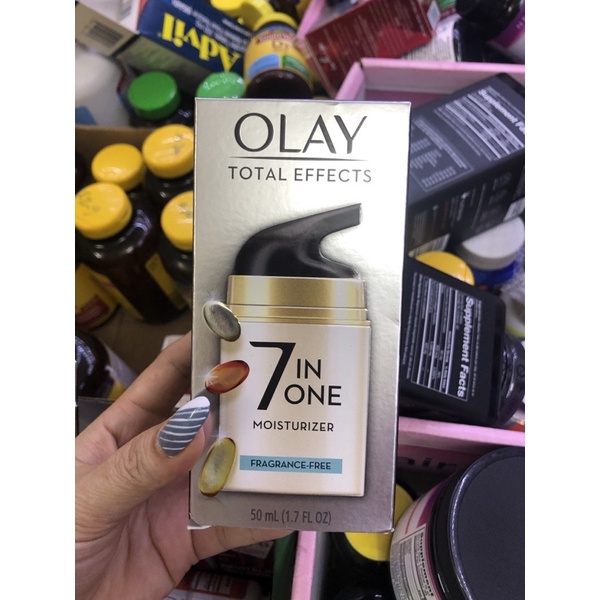 Advil
OLAY
TOTAL EFFECTS
7 IN
ONE
MOISTURIZER
FRAGRANCE-FREE
50 mL (1.7 FL OZ)
Supplement Facts
Supplement Facts